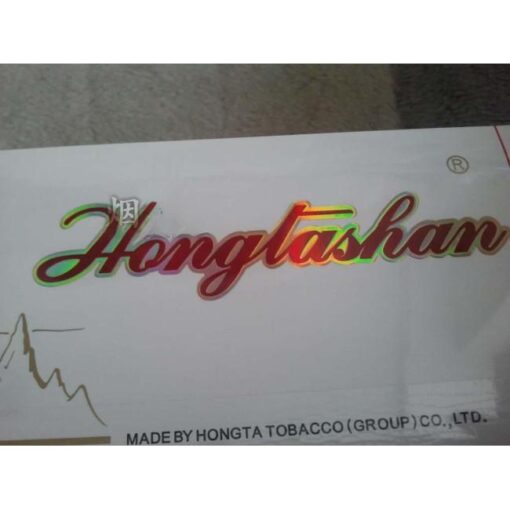 ®
烟
Hongtashan
MADE BY HONGTA TOBACCO (GROUP) CO., LTD.